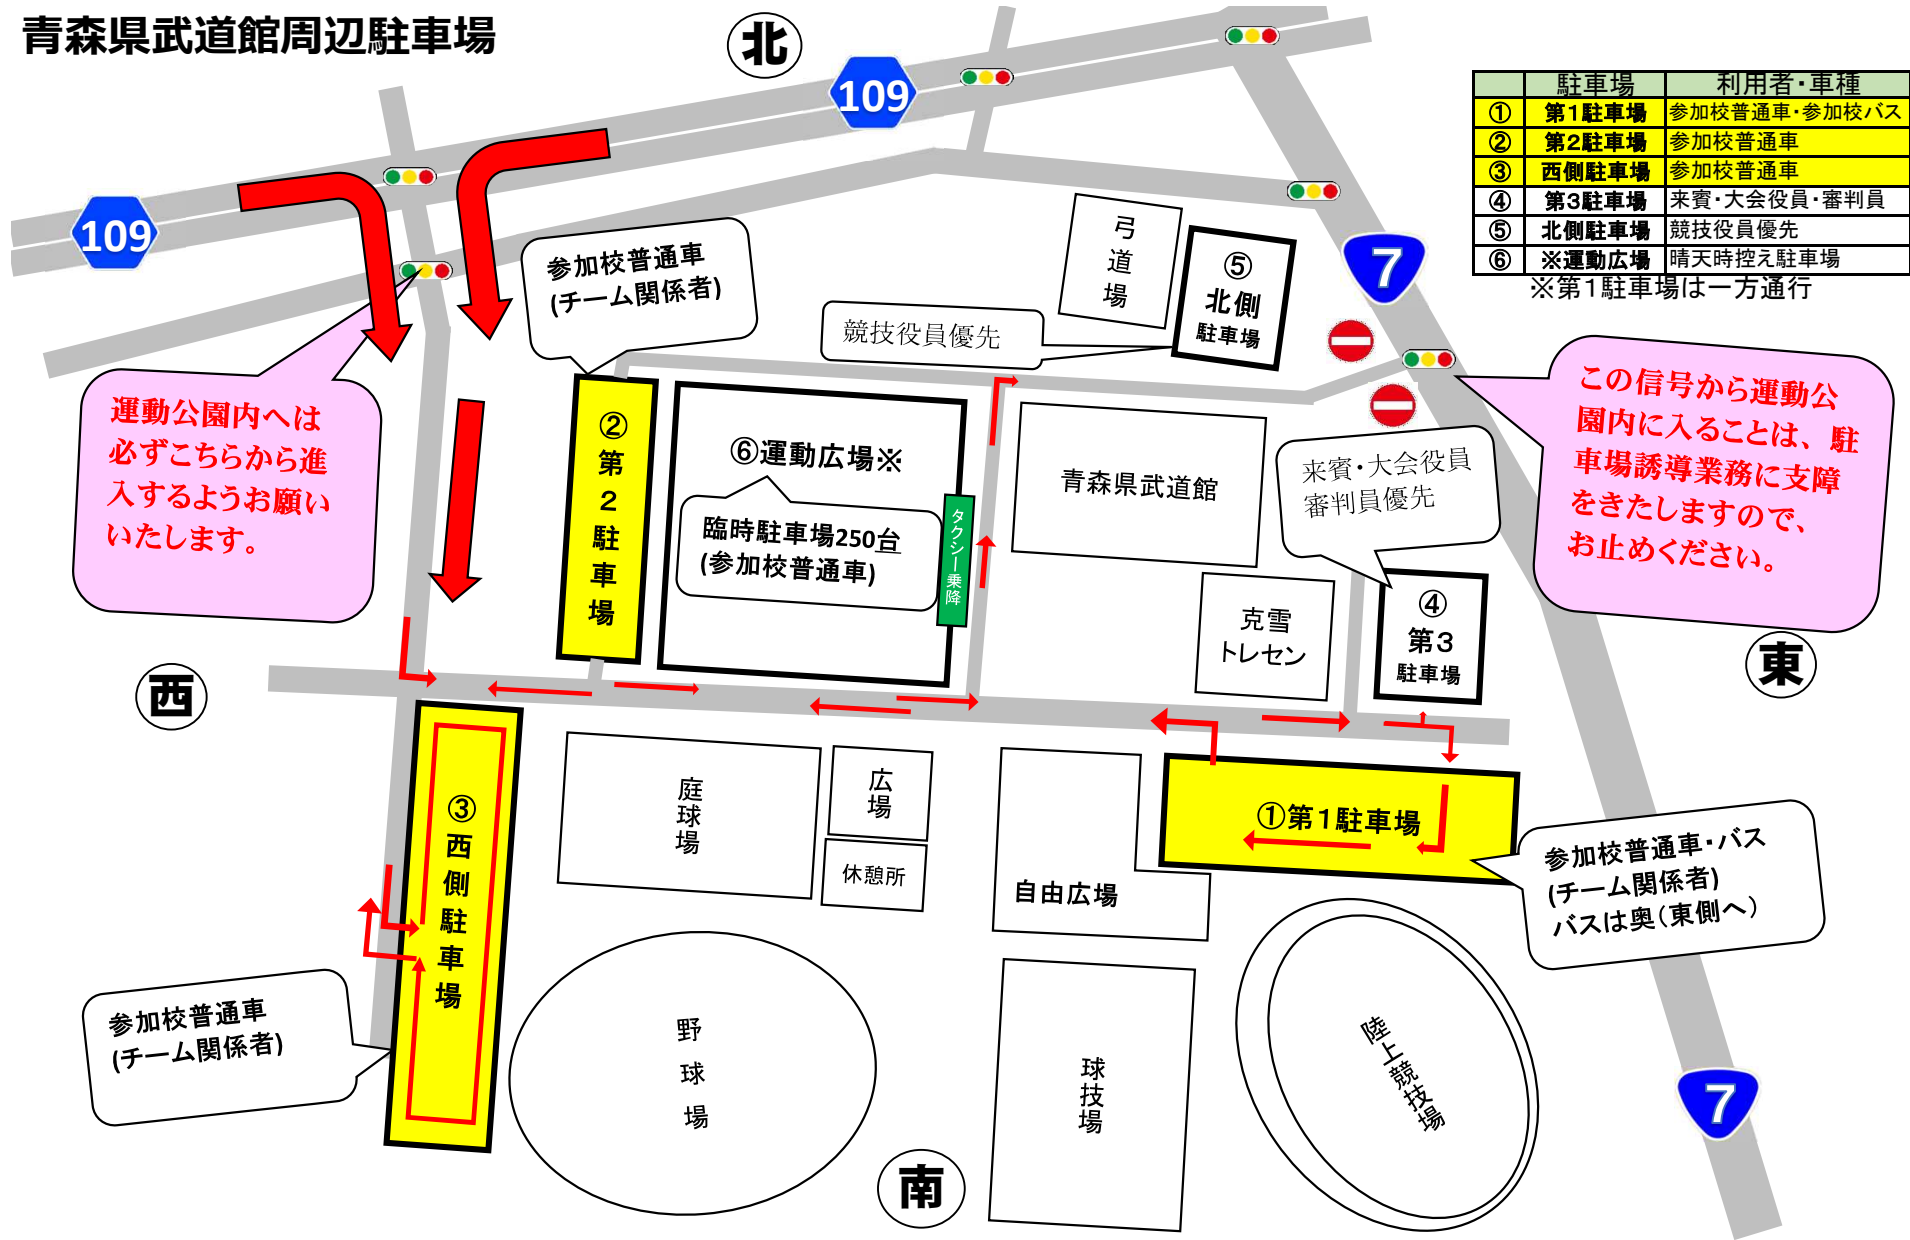 青森県武道館周辺駐車場
北
109
109
駐車場 利用者・車種
① 第1駐車場 参加校普通車・参加校バス
② 第2駐車場 参加校普通車
③ 西側駐車場 参加校普通車
④ 第3駐車場 来賓・大会役員・審判員
⑤ 北側駐車場 競技役員優先
⑥ ※運動広場 晴天時控え駐車場
※第1駐車場は一方通行
参加校普通車
(チーム関係者)
弓道場
⑤
北側
駐車場
7
競技役員優先
運動公園内へは
必ずこちらから進
入するようお願い
いたします。
この信号から運動公
園内に入ることは、駐
車場誘導業務に支障
をきたしますので、
お止めください。
②第2駐車場
⑥運動広場※
臨時駐車場250台
(参加校普通車)
タクシー乗降
青森県武道館
来賓・大会役員
審判員優先
克雪
トレセン
④
第3
駐車場
西
東
③西側駐車場
庭球場
広場
休憩所
自由広場
①第1駐車場
参加校普通車・バス
(チーム関係者)
バスは奥(東側へ)
参加校普通車
(チーム関係者)
野球場
球技場
陸上競技場
7
南